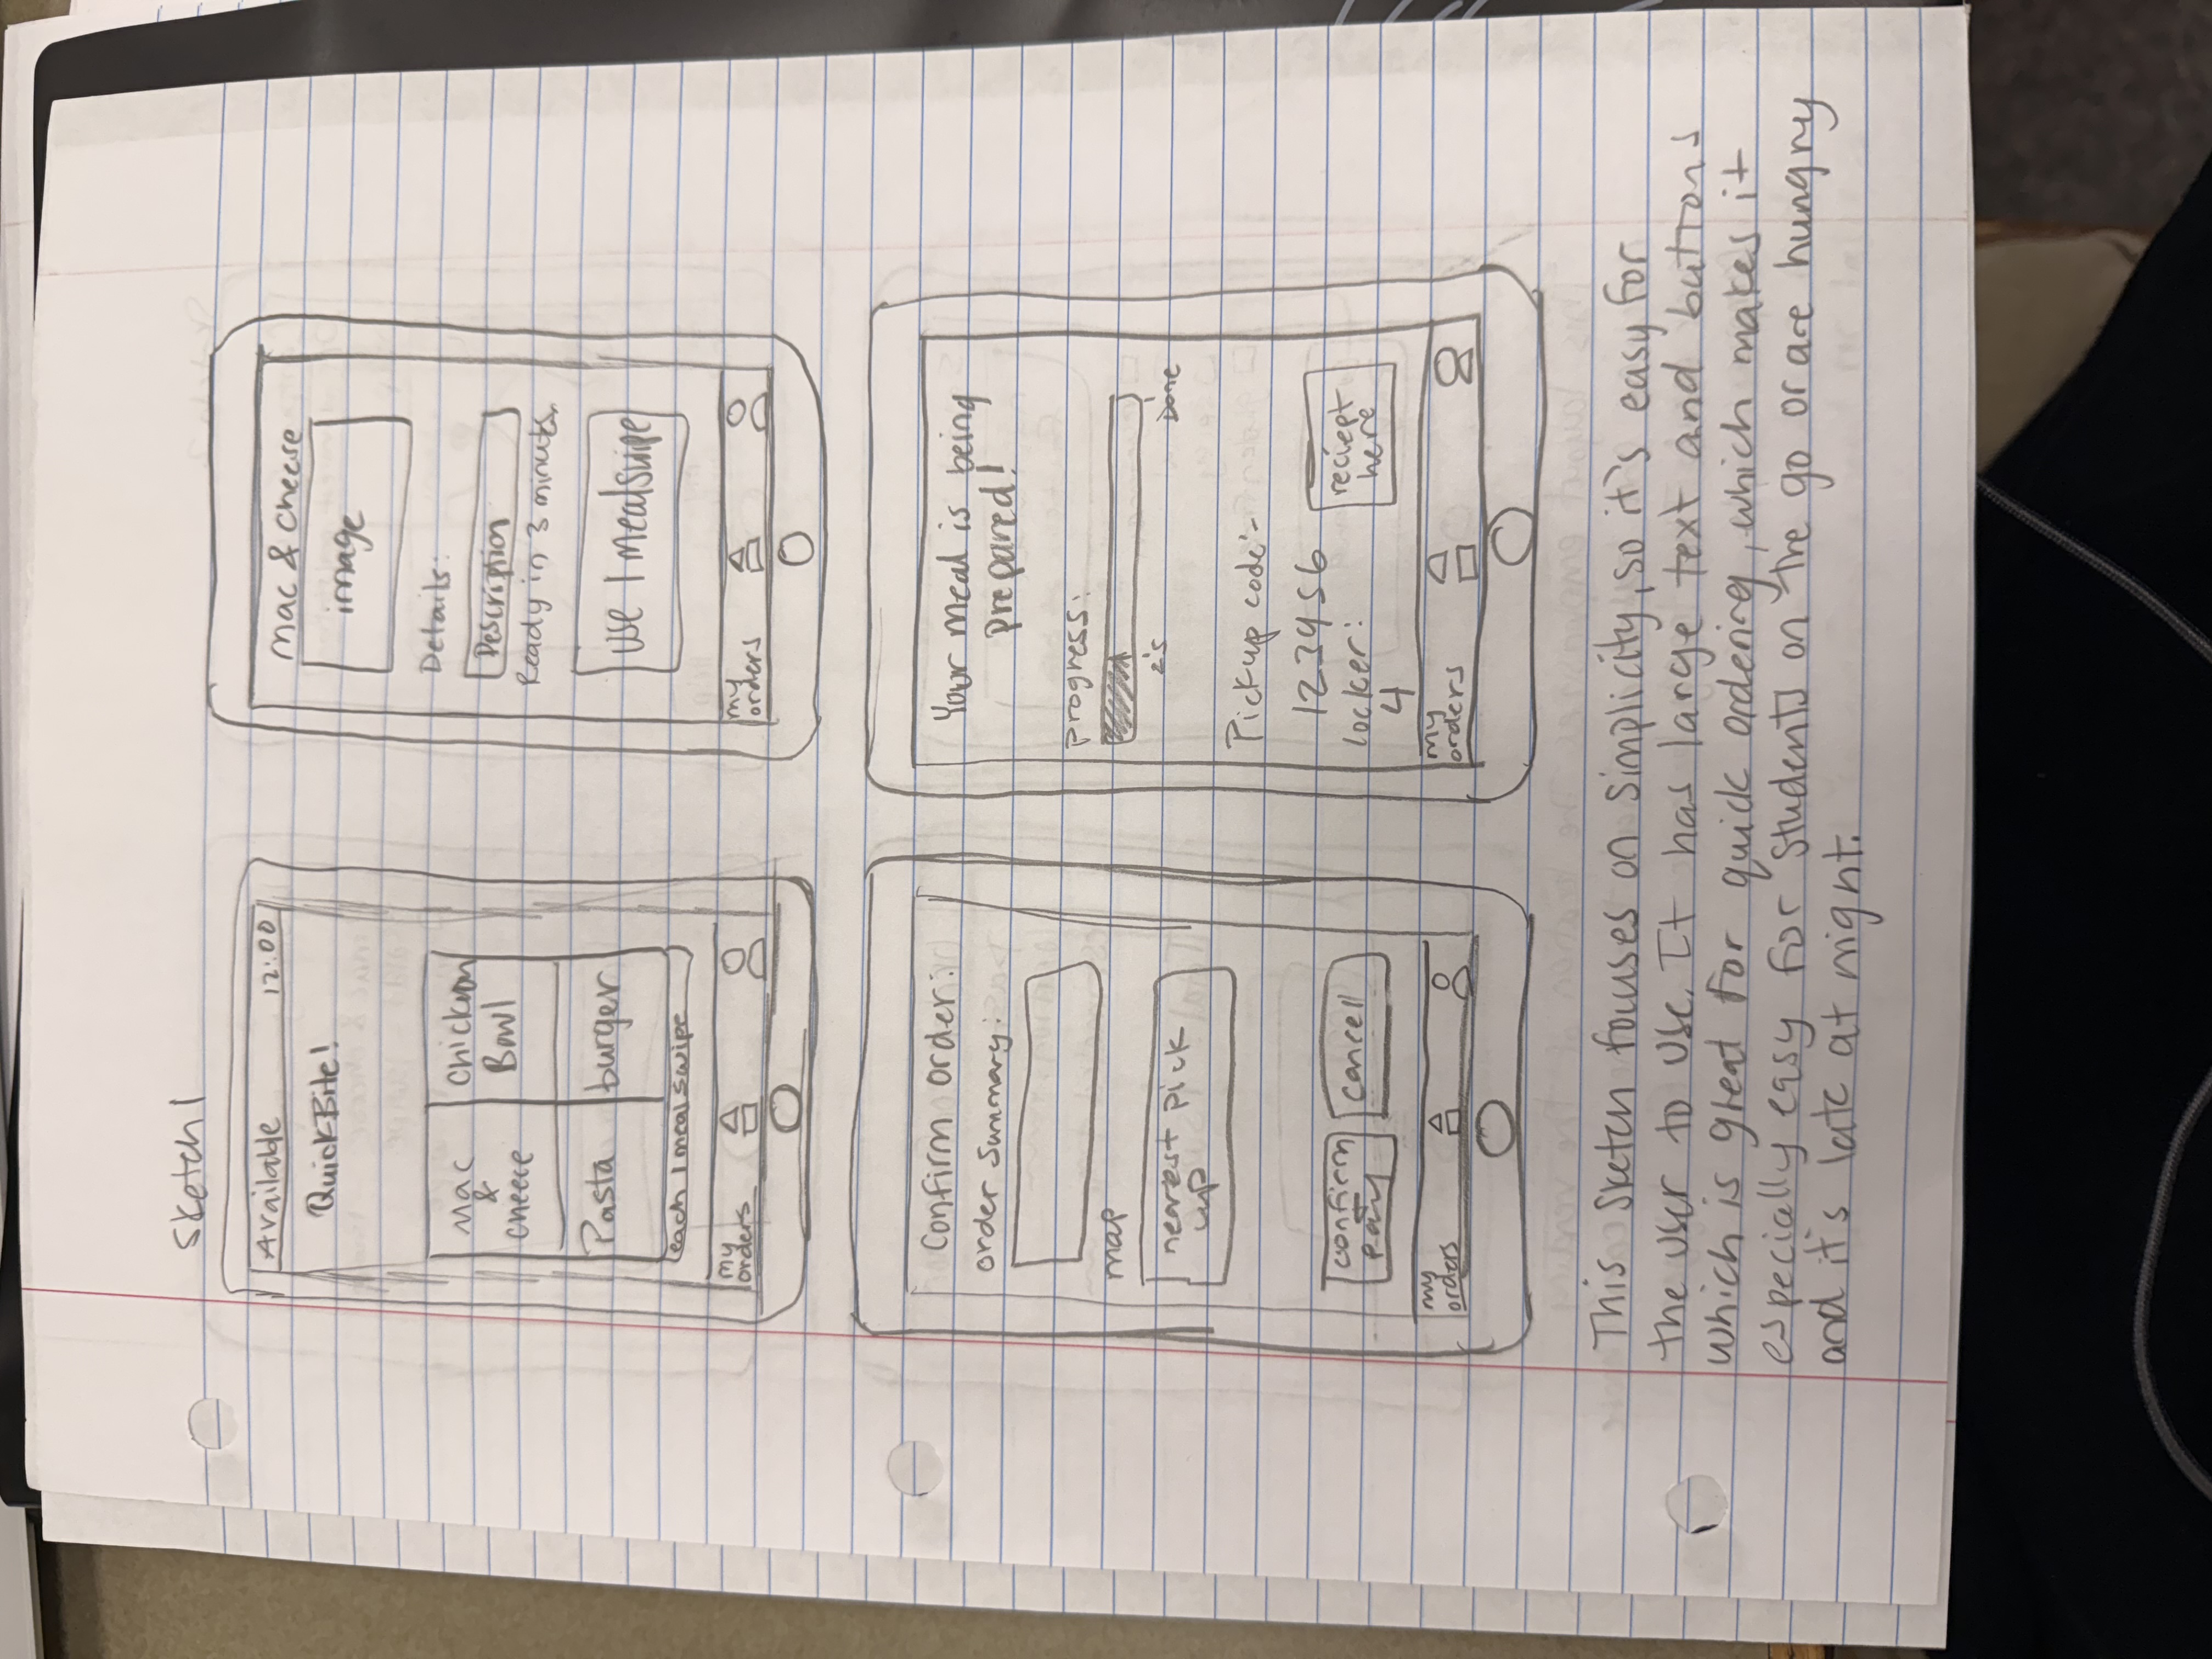 Sketch 1
Available 12:00
QuickBite!
Mac
&
cheece
Chicken
Bowl
Pasta
burger
each 1 meal swipe
my
orders
Mac & Cheese
image
Details:
Description
Ready in 3 minutes
use 1 mealswipe
my
orders
Confirm order:
order Summary:
map
nearest pick
up
confirm
pay
cancell
my
orders
Your meal is being
prepared!
progress:
Done
Pickup code:-
123456
locker:
4
reciept
here
my
orders
This sketch focuses on simplicity, so it's easy for
the user to use. It has large text and buttons
which is great for quick ordering, which makes it
especially easy for students on the go or are hungry
and it's late at night.